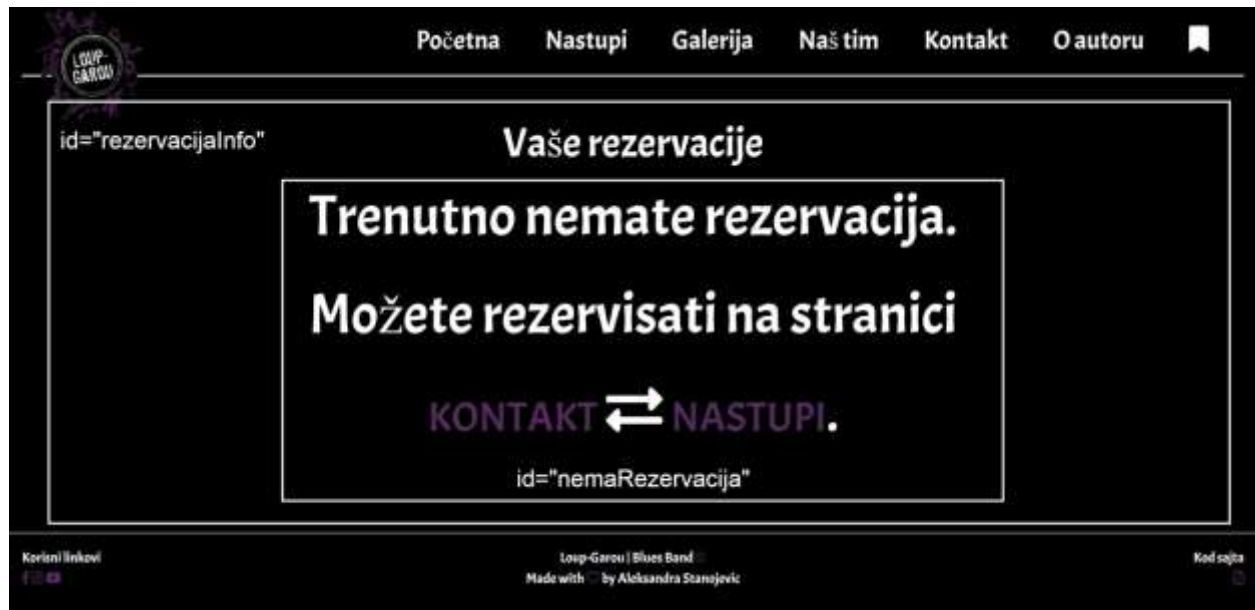 LOUP-
GAROU
Početna Nastupi Galerija Naš tim Kontakt O autoru
id="rezervacijaInfo"
Vaše rezervacije
Trenutno nemate rezervacija.
Možete rezervisati na stranici
KONTAKT NASTUPI.
id="nemaRezervacija"
Korisni linkovi
Loup-Garou | Blues Band
Made with by Aleksandra Stanojevic
Kod sajta